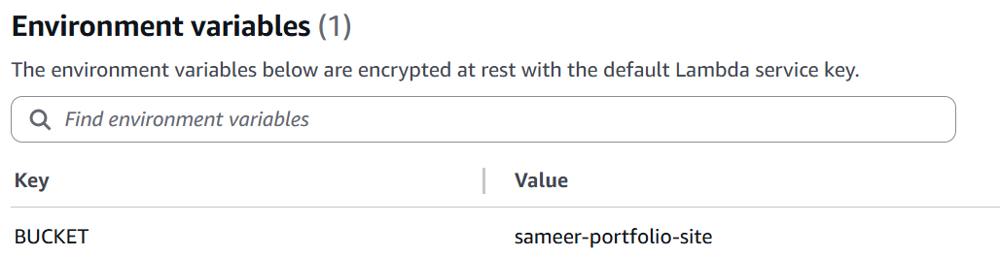 Environment variables (1)
The environment variables below are encrypted at rest with the default Lambda service key.
Find environment variables
Key Value
BUCKET sameer-portfolio-site